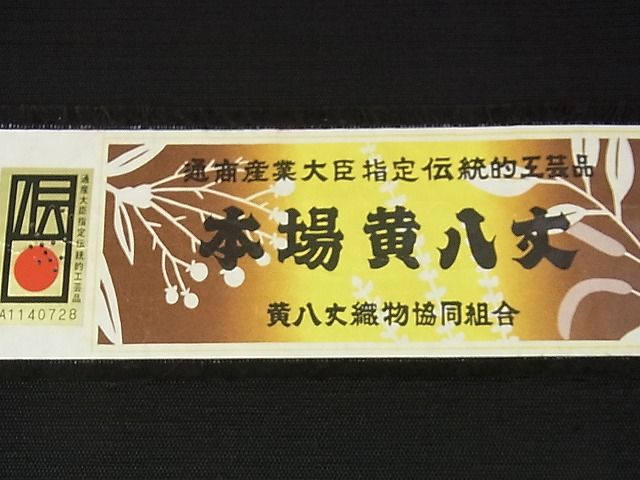 通商産業大臣指定伝統的工芸品
本場黄八丈
黄八丈織物協同組合
伝
通産大臣指定伝統的工芸品
A1140728